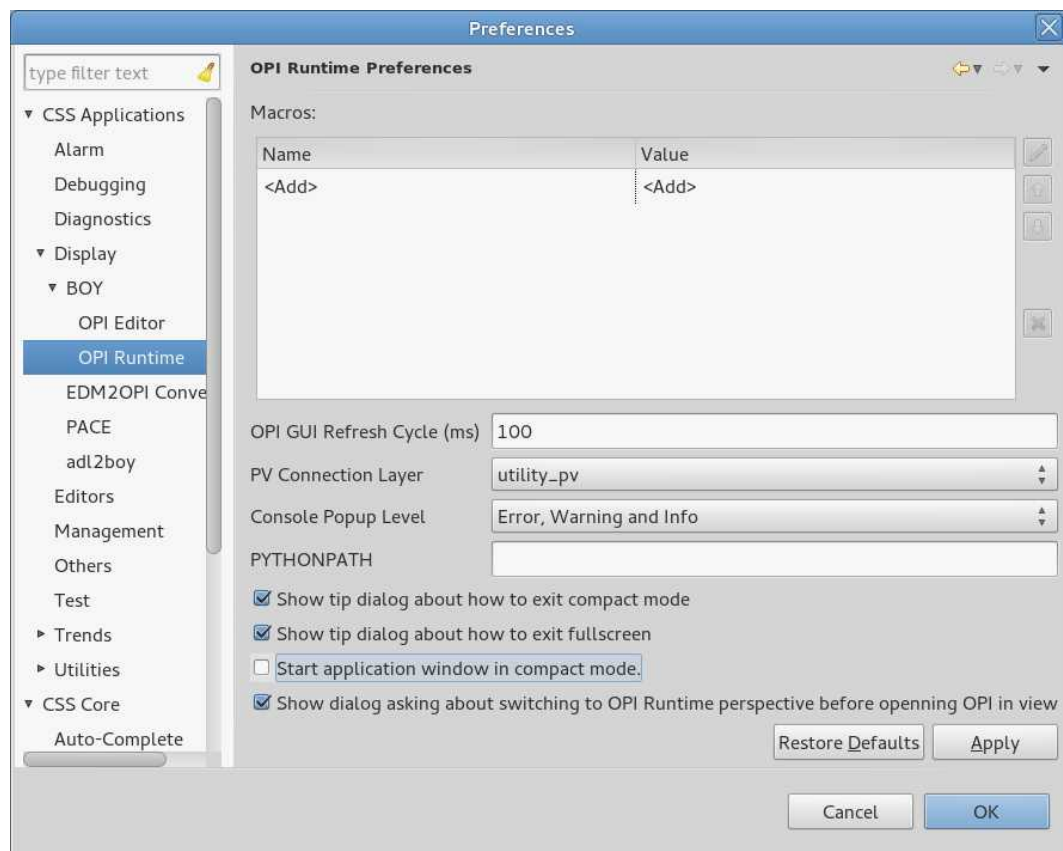 Preferences
type filter text
CSS Applications
Alarm
Debugging
Diagnostics
Display
BOY
OPI Editor
OPI Runtime
EDM2OPI Conve
PACE
adl2boy
Editors
Management
Others
Test
Trends
Utilities
CSS Core
Auto-Complete
OPI Runtime Preferences
Macros:
Name Value
<Add> <Add>
OPI GUI Refresh Cycle (ms) 100
PV Connection Layer utility_pv
Console Popup Level Error, Warning and Info
PYTHONPATH
Show tip dialog about how to exit compact mode
Show tip dialog about how to exit fullscreen
Start application window in compact mode.
Show dialog asking about switching to OPI Runtime perspective before openning OPI in view
Restore Defaults Apply
Cancel OK